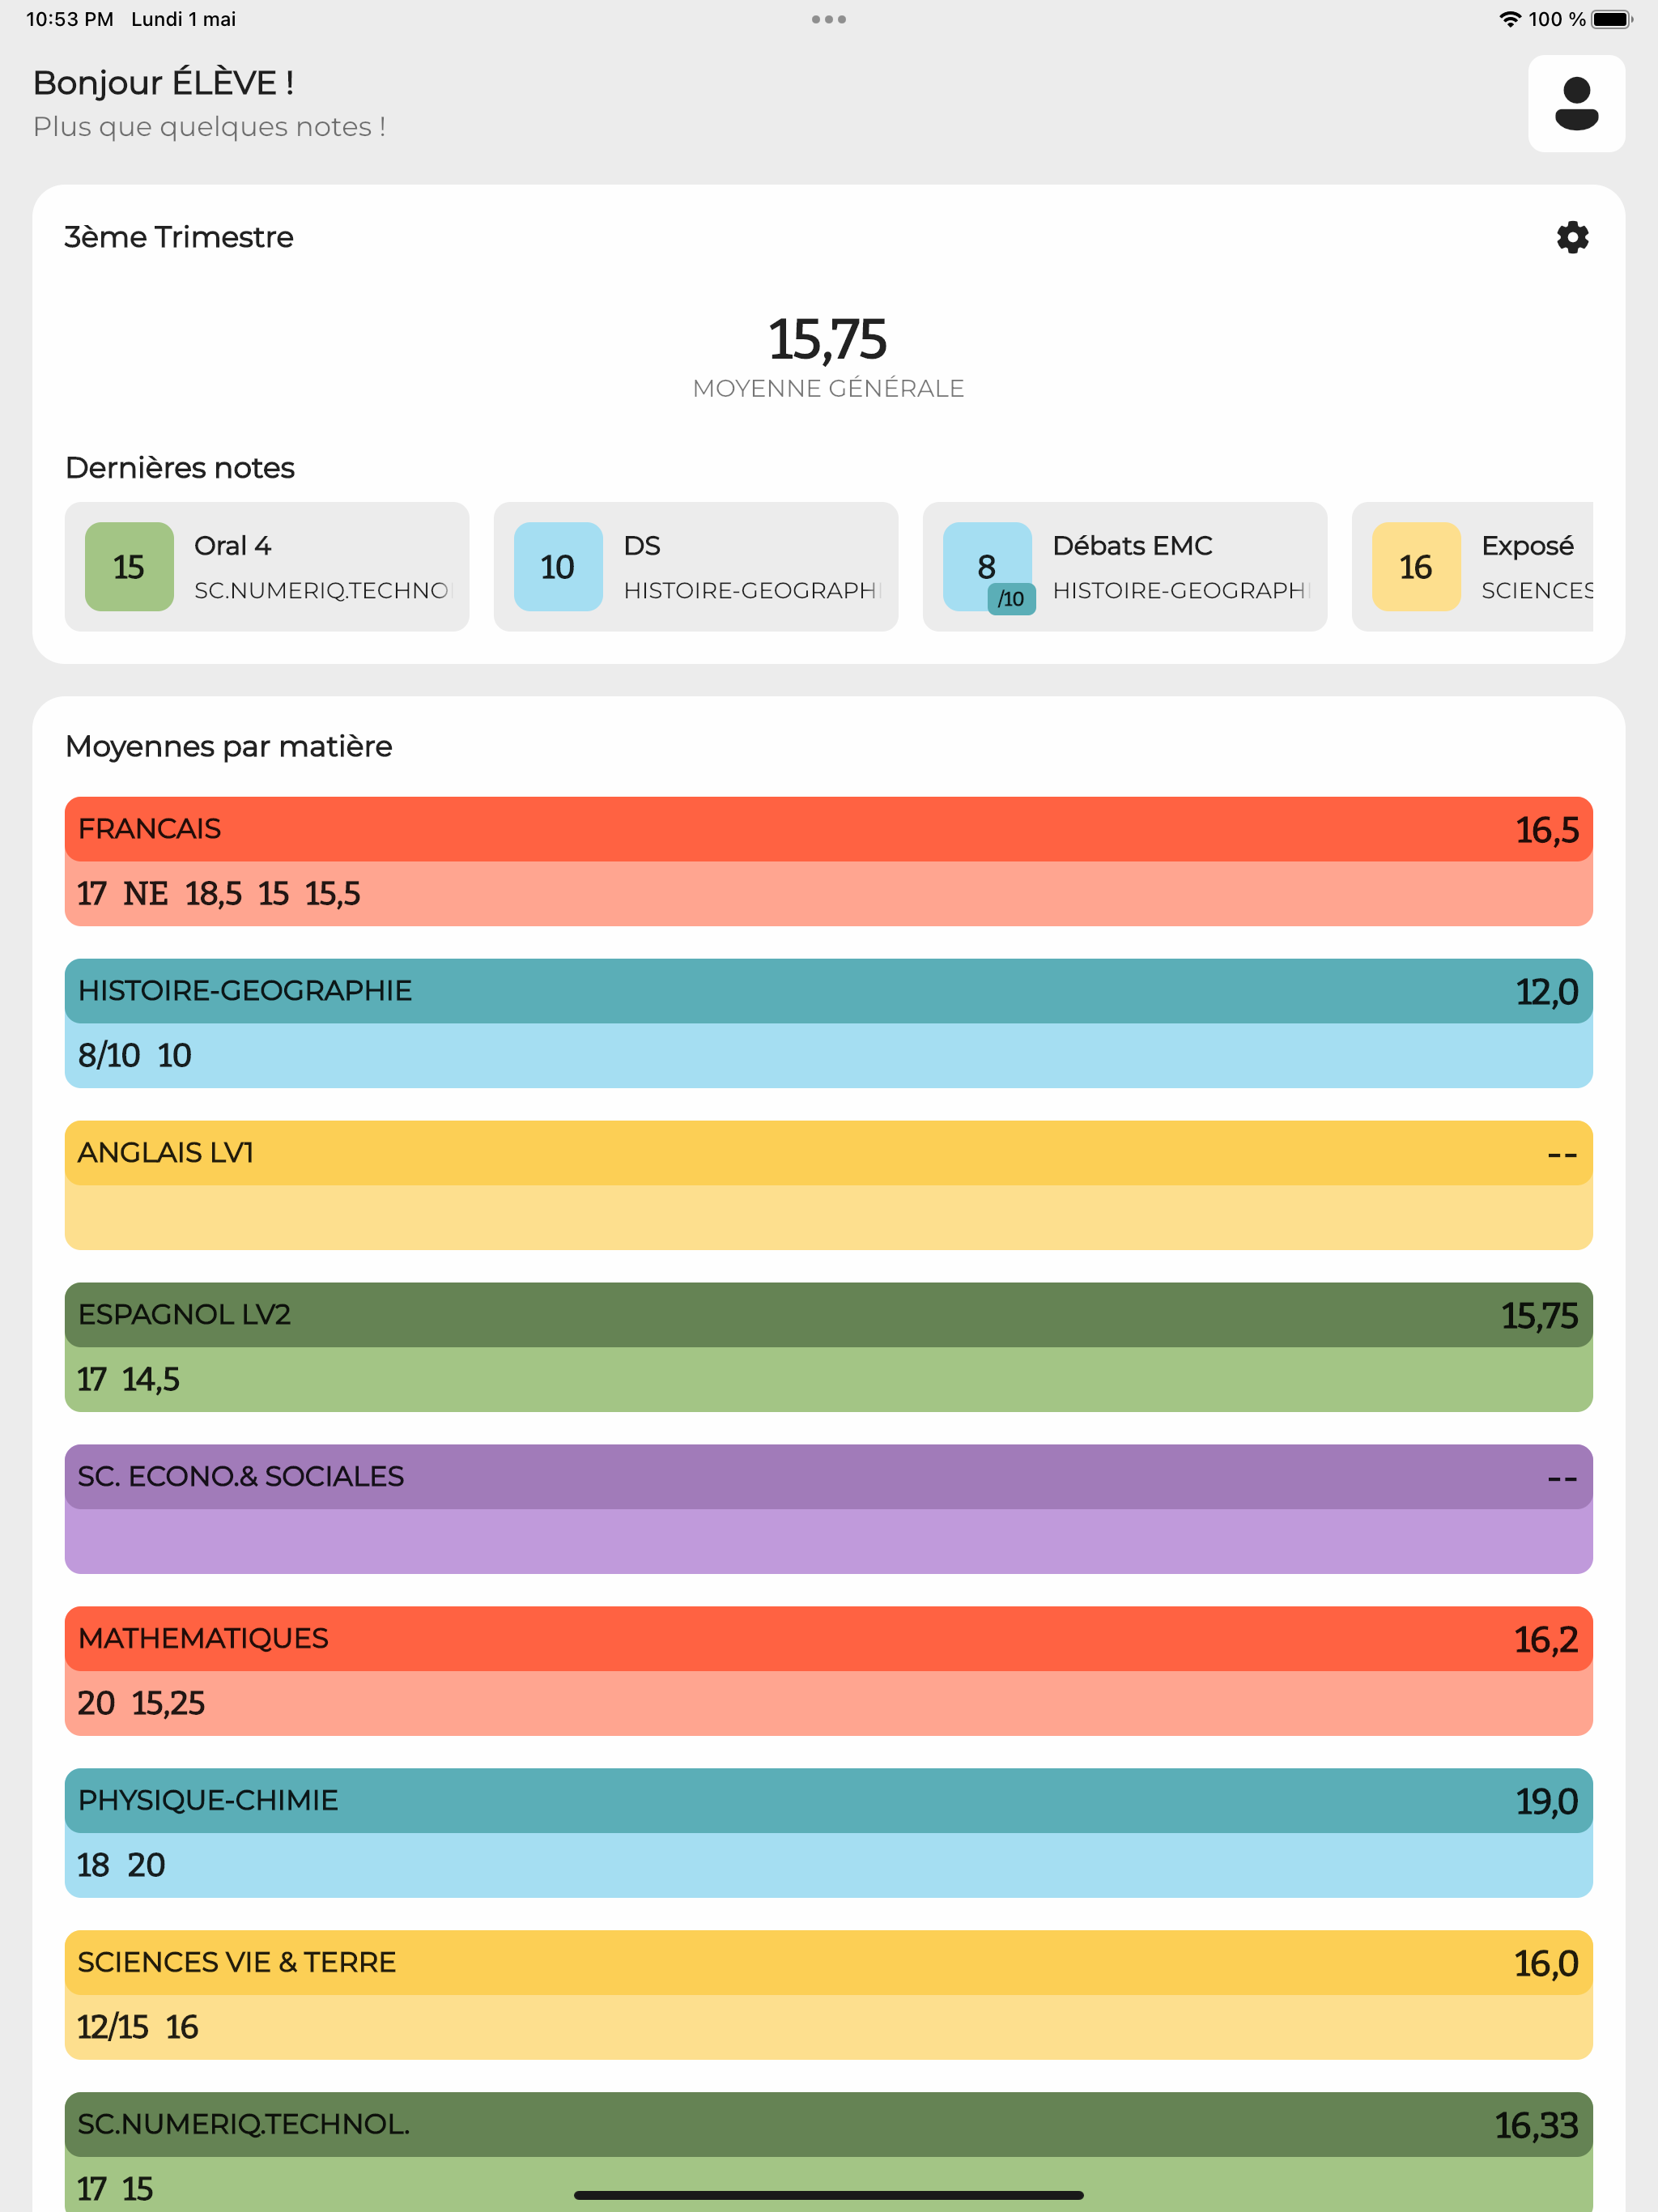 10:53 PM Lundi 1 mai
100 %
Bonjour ÉLÈVE !
Plus que quelques notes !
3ème Trimestre
15,75
MOYENNE GÉNÉRALE
Dernières notes
15
Oral 4
SC.NUMERIQ.TECHNO
10
DS
HISTOIRE-GEOGRAPH
8
/10
Débats EMC
HISTOIRE-GEOGRAPH
16
Exposé
SCIENCES
Moyennes par matière
FRANCAIS 16,5
17 NE 18,5 15 15,5
HISTOIRE-GEOGRAPHIE 12,0
8/10 10
ANGLAIS LV1 --
ESPAGNOL LV2 15,75
17 14,5
SC. ECONO.& SOCIALES --
MATHEMATIQUES 16,2
20 15,25
PHYSIQUE-CHIMIE 19,0
18 20
SCIENCES VIE & TERRE 16,0
12/15 16
SC.NUMERIQ.TECHNOL. 16,33
17 15